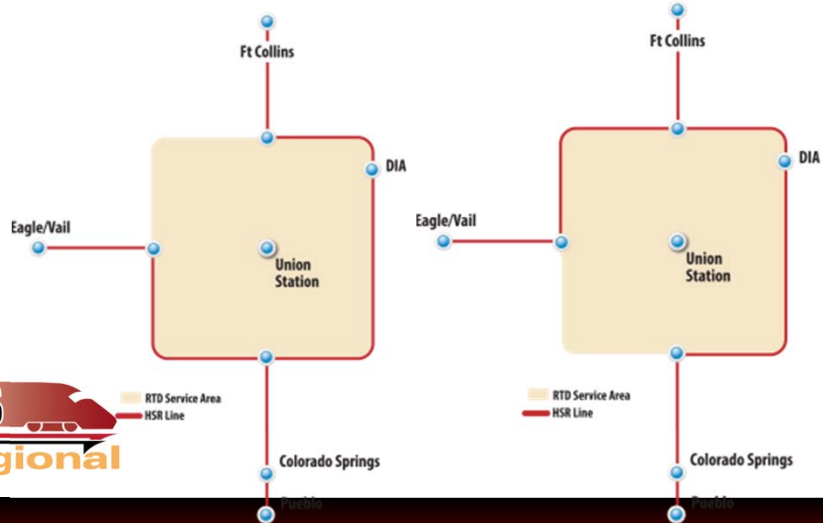 Ft Collins
DIA
Eagle/Vail
Union
Station
RTD Service Area
HSR Line
Colorado Springs
Pueblo
gional
Ft Collins
DIA
Eagle/Vail
Union
Station
RTD Service Area
HSR Line
Colorado Springs
Pueblo